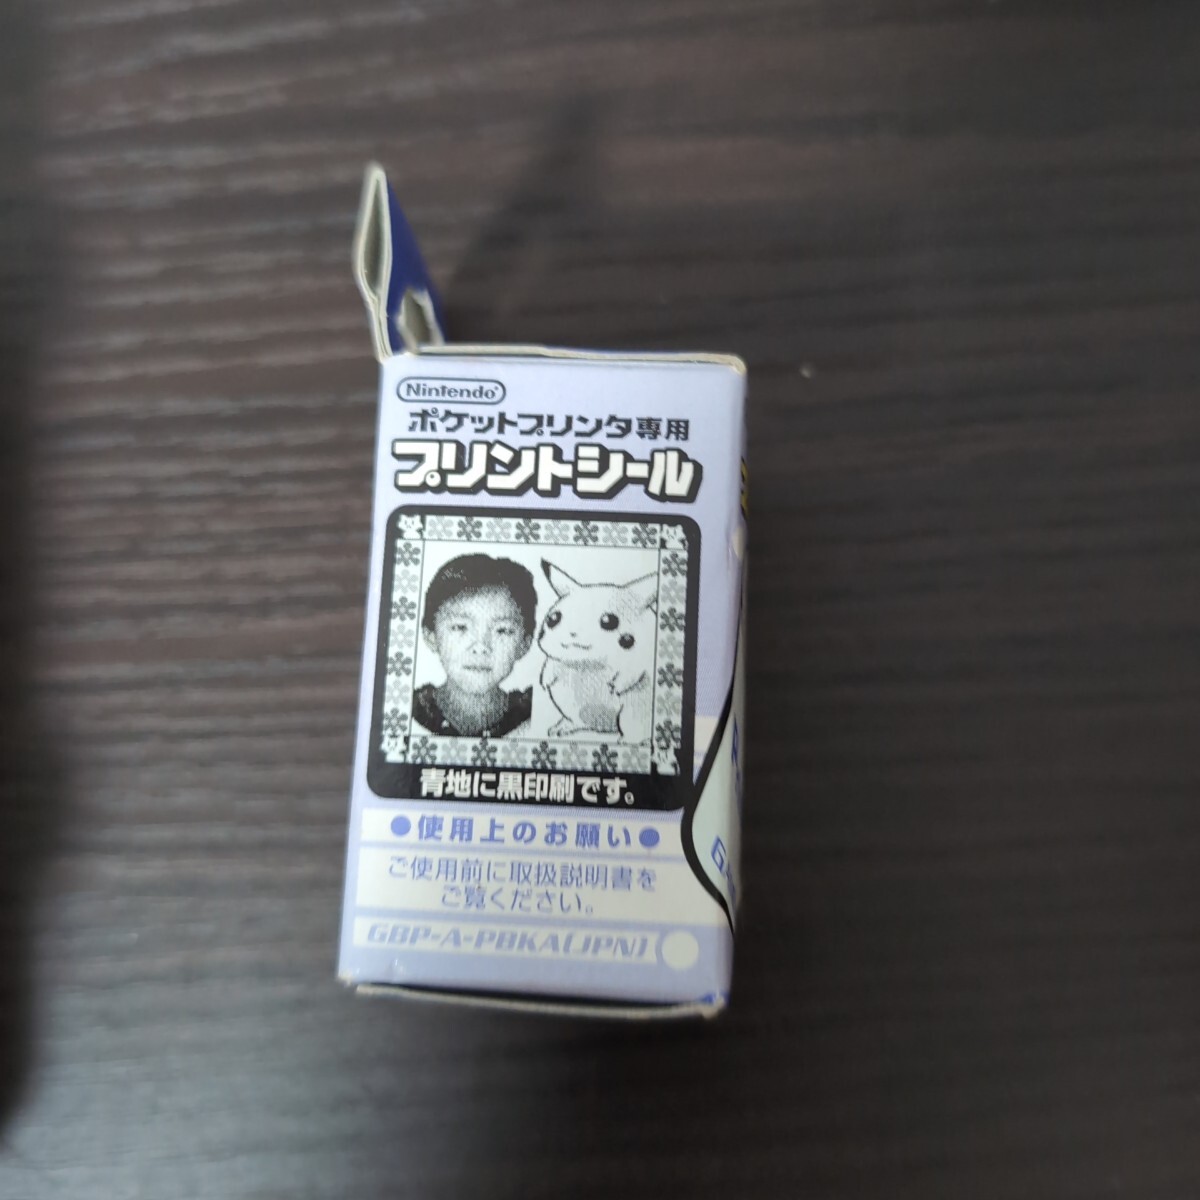 Nintendo
ポケットプリンタ専用
プリントシール
青地に黒印刷です。
●使用上のお願い●
ご使用前に取扱説明書を
ご覧ください。
GBP-A-PBKA(JPN)